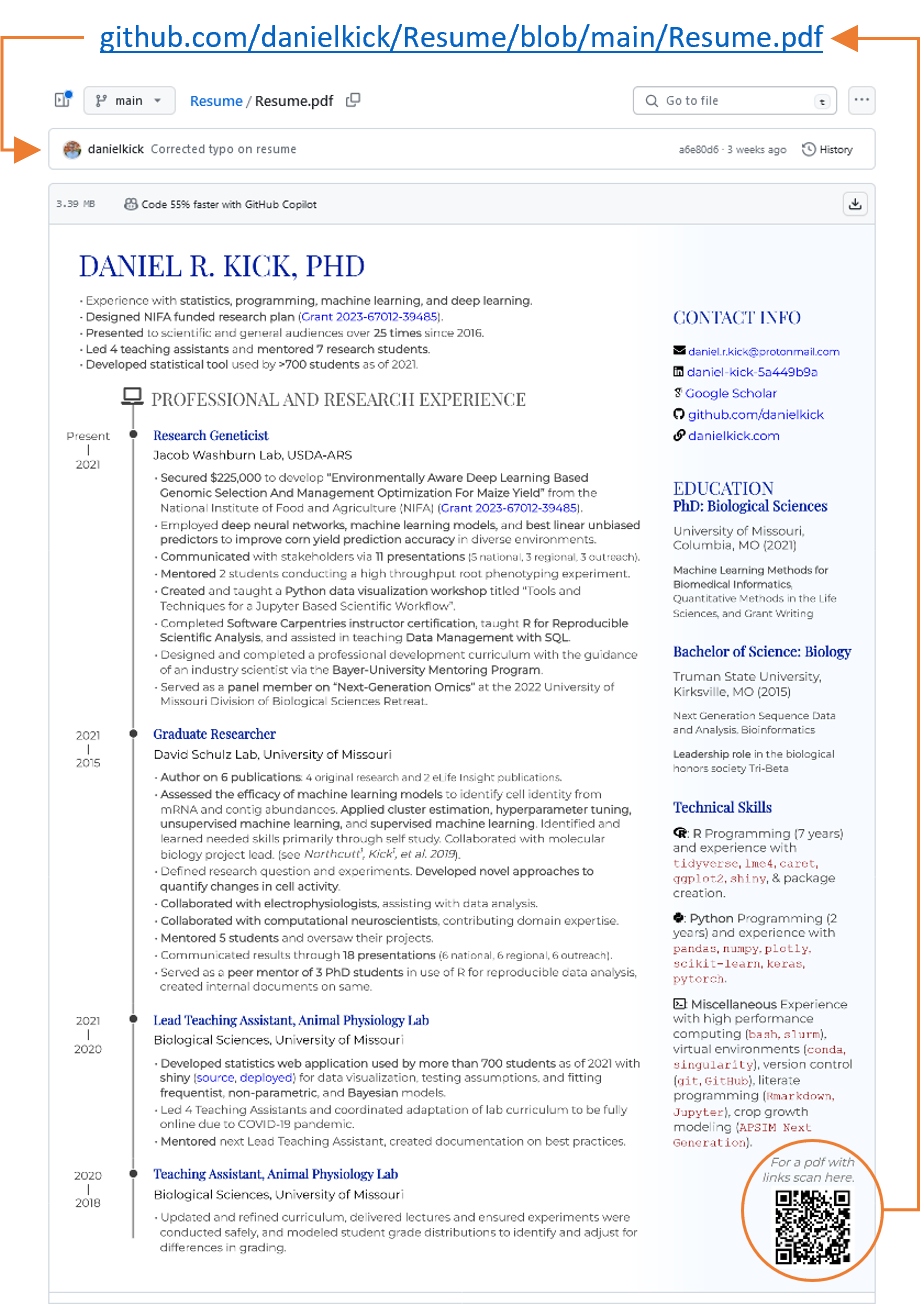 github.com/danielkick/Resume/blob/main/Resume.pdf
main
Resume / Resume.pdf
Go to file
t
danielkick Corrected typo on resume
a6e80d6 · 3 weeks ago
History
3.39 MB
Code 55% faster with GitHub Copilot
DANIEL R. KICK, PHD
· Experience with statistics, programming, machine learning, and deep learning.
· Designed NIFA funded research plan (Grant 2023-67012-39485).
· Presented to scientific and general audiences over 25 times since 2016.
· Led 4 teaching assistants and mentored 7 research students.
· Developed statistical tool used by >700 students as of 2021.
PROFESSIONAL AND RESEARCH EXPERIENCE
Present
|
2021
Research Geneticist
Jacob Washburn Lab, USDA-ARS
· Secured $225,000 to develop “Environmentally Aware Deep Learning Based
Genomic Selection And Management Optimization For Maize Yield” from the
National Institute of Food and Agriculture (NIFA) (Grant 2023-67012-39485).
· Employed deep neural networks, machine learning models, and best linear unbiased
predictors to improve corn yield prediction accuracy in diverse environments.
· Communicated with stakeholders via 11 presentations (5 national, 3 regional, 3 outreach).
· Mentored 2 students conducting a high throughput root phenotyping experiment.
· Created and taught a Python data visualization workshop titled “Tools and
Techniques for a Jupyter Based Scientific Workflow”.
· Completed Software Carpentries instructor certification, taught R for Reproducible
Scientific Analysis, and assisted in teaching Data Management with SQL.
· Designed and completed a professional development curriculum with the guidance
of an industry scientist via the Bayer-University Mentoring Program.
· Served as a panel member on “Next-Generation Omics” at the 2022 University of
Missouri Division of Biological Sciences Retreat.
2021
|
2015
Graduate Researcher
David Schulz Lab, University of Missouri
· Author on 6 publications: 4 original research and 2 eLife Insight publications.
· Assessed the efficacy of machine learning models to identify cell identity from
mRNA and contig abundances. Applied cluster estimation, hyperparameter tuning,
unsupervised machine learning, and supervised machine learning. Identified and
learned needed skills primarily through self study. Collaborated with molecular
biology project lead. (see Northcutt¹, Kick¹, et al. 2019).
· Defined research question and experiments. Developed novel approaches to
quantify changes in cell activity.
· Collaborated with electrophysiologists, assisting with data analysis.
· Collaborated with computational neuroscientists, contributing domain expertise.
· Mentored 5 students and oversaw their projects.
· Communicated results through 18 presentations (6 national, 6 regional, 6 outreach).
· Served as a peer mentor of 3 PhD students in use of R for reproducible data analysis,
created internal documents on same.
2021
|
2020
Lead Teaching Assistant, Animal Physiology Lab
Biological Sciences, University of Missouri
· Developed statistics web application used by more than 700 students as of 2021 with
shiny (source, deployed) for data visualization, testing assumptions, and fitting
frequentist, non-parametric, and Bayesian models.
· Led 4 Teaching Assistants and coordinated adaptation of lab curriculum to be fully
online due to COVID-19 pandemic.
· Mentored next Lead Teaching Assistant, created documentation on best practices.
2020
|
2018
Teaching Assistant, Animal Physiology Lab
Biological Sciences, University of Missouri
· Updated and refined curriculum, delivered lectures and ensured experiments were
conducted safely, and modeled student grade distributions to identify and adjust for
differences in grading.
CONTACT INFO
daniel.r.kick@protonmail.com
daniel-kick-5a449b9a
Google Scholar
github.com/danielkick
danielkick.com
EDUCATION
PhD: Biological Sciences
University of Missouri,
Columbia, MO (2021)
Machine Learning Methods for
Biomedical Informatics,
Quantitative Methods in the Life
Sciences, and Grant Writing
Bachelor of Science: Biology
Truman State University,
Kirksville, MO (2015)
Next Generation Sequence Data
and Analysis, Bioinformatics
Leadership role in the biological
honors society Tri-Beta
Technical Skills
R: R Programming (7 years)
and experience with
tidyverse, lme4, caret,
ggplot2, shiny, & package
creation.
: Python Programming (2
years) and experience with
pandas, numpy, plotly,
scikit-learn, keras,
pytorch.
: Miscellaneous Experience
with high performance
computing (bash, slurm),
virtual environments (conda,
singularity), version control
(git, GitHub), literate
programming (Rmarkdown,
Jupyter), crop growth
modeling (APSIM Next
Generation).
For a pdf with
links scan here.